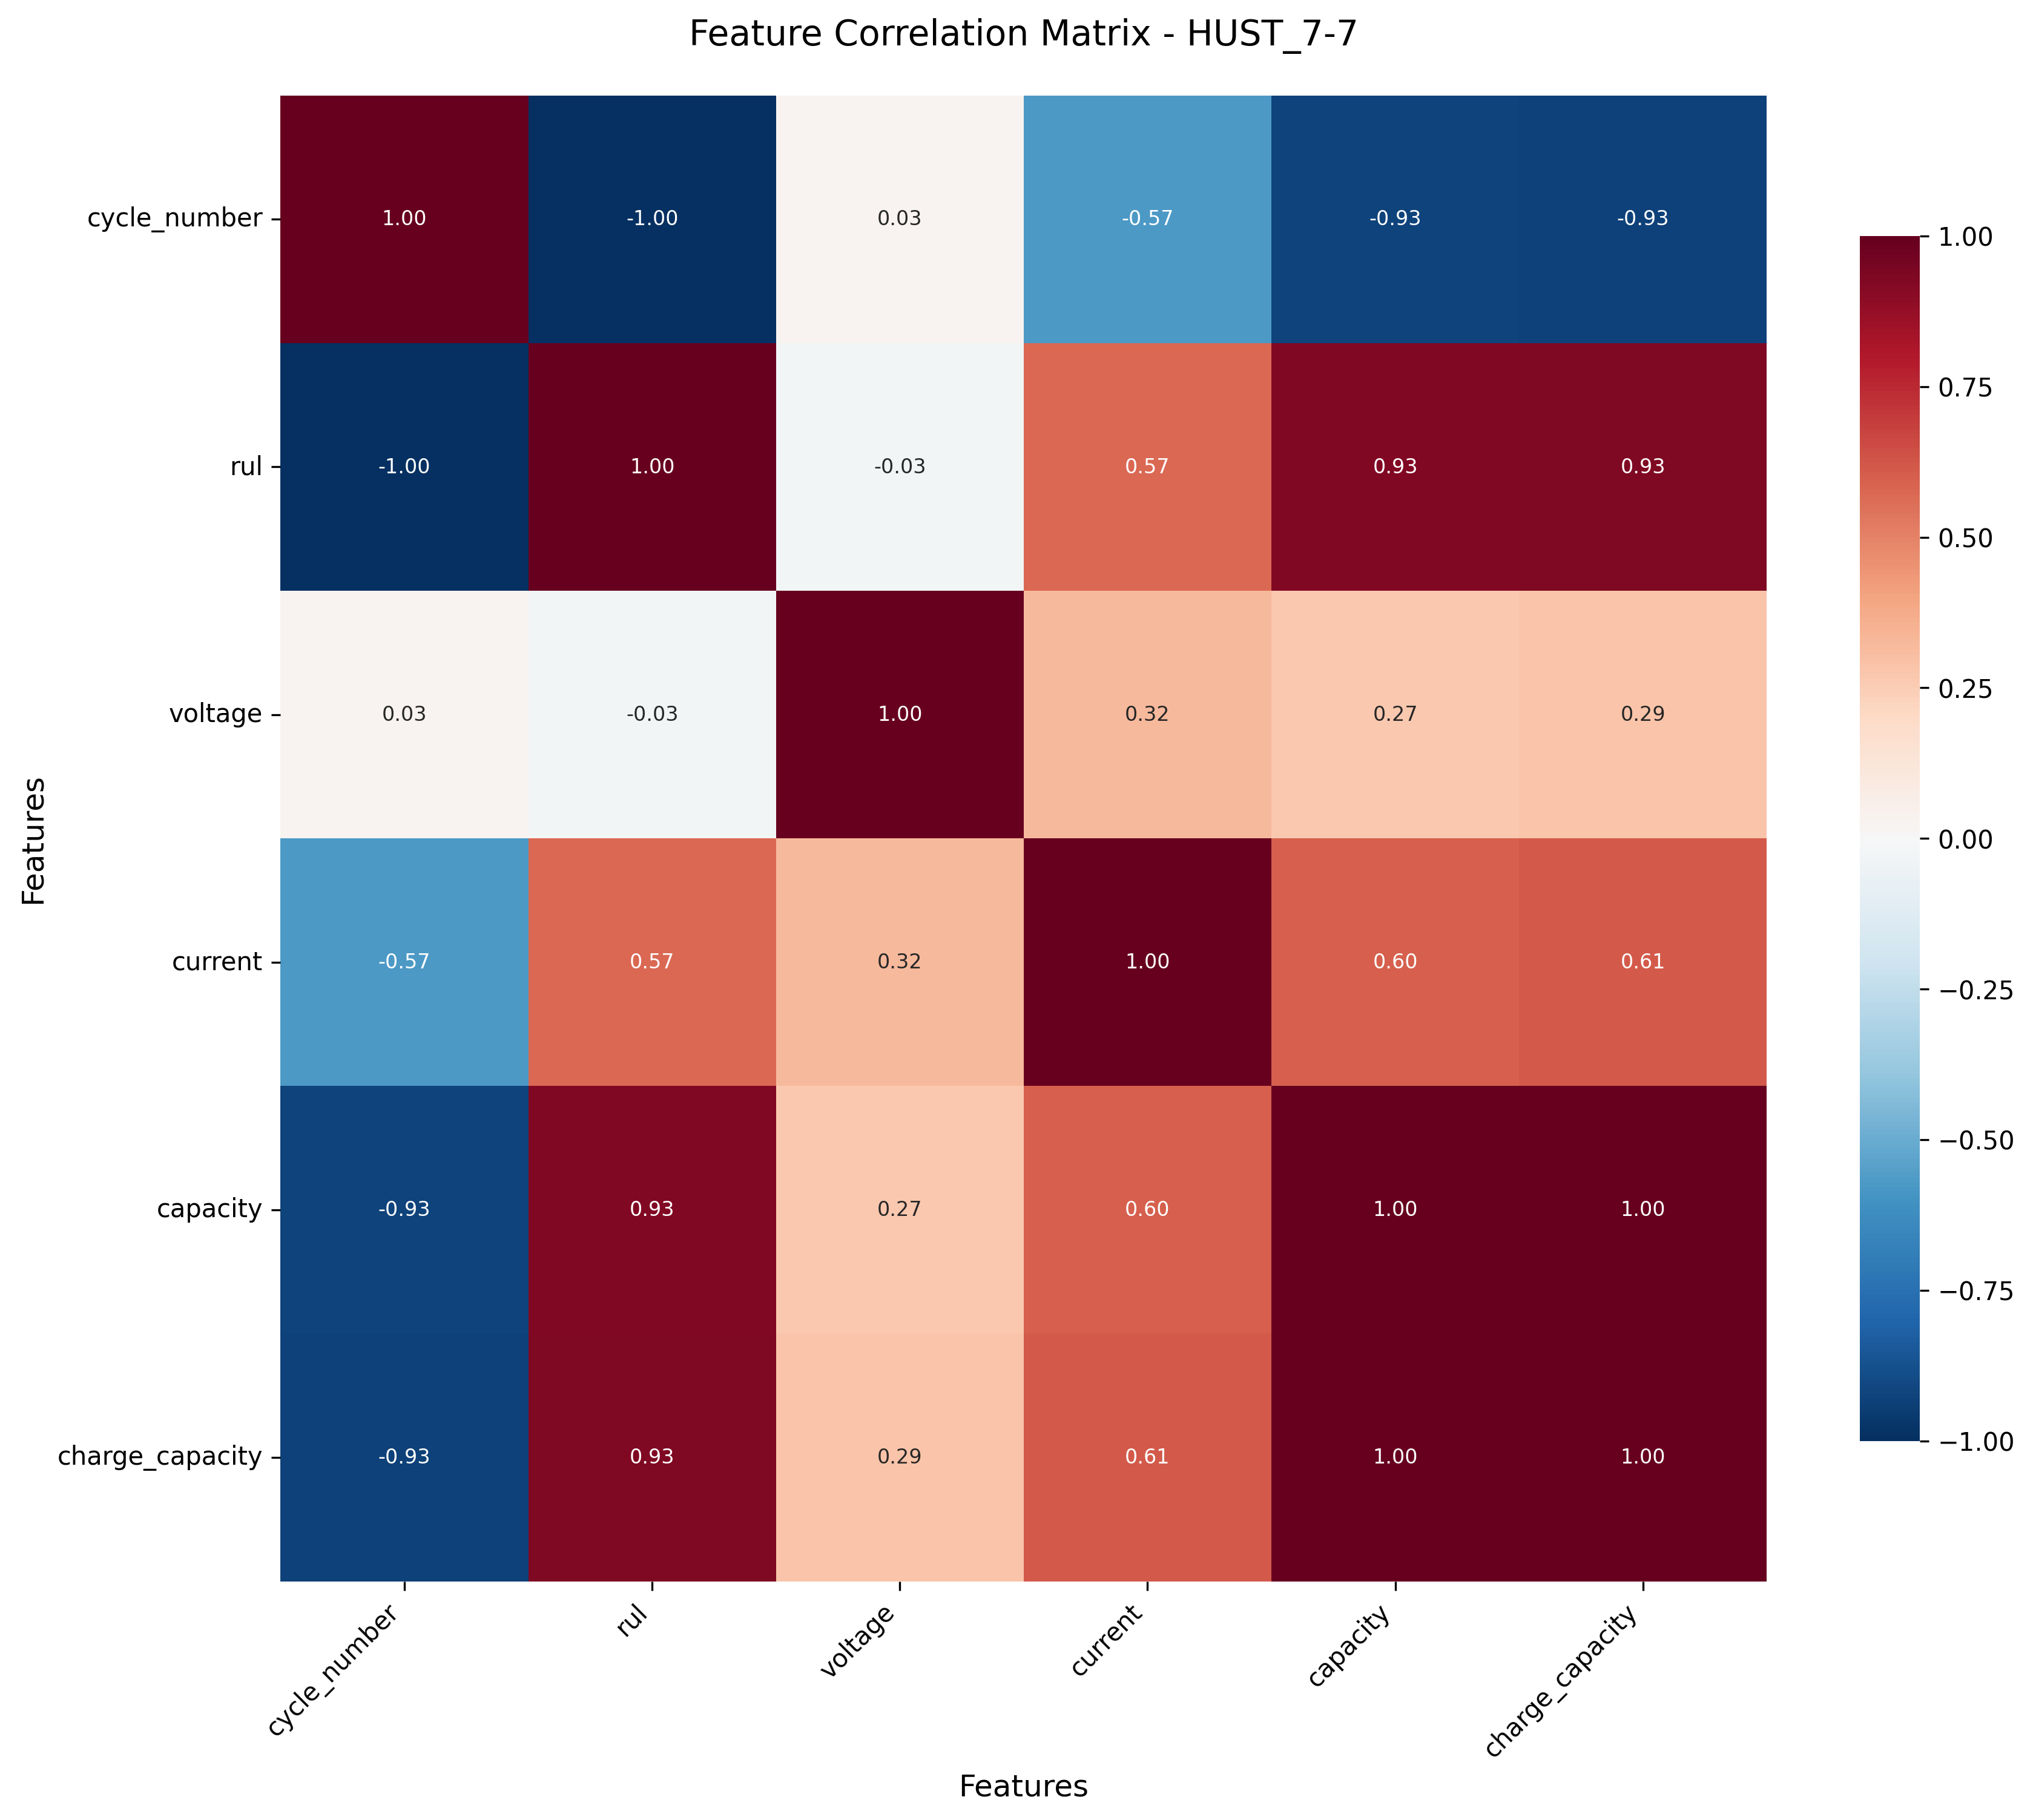 Feature Correlation Matrix - HUST_7-7
cycle_number 1.00 -1.00 0.03 -0.57 -0.93 -0.93
rul -1.00 1.00 -0.03 0.57 0.93 0.93
voltage 0.03 -0.03 1.00 0.32 0.27 0.29
current -0.57 0.57 0.32 1.00 0.60 0.61
capacity -0.93 0.93 0.27 0.60 1.00 1.00
charge_capacity -0.93 0.93 0.29 0.61 1.00 1.00
cycle_number rul voltage current capacity charge_capacity
Features
Features
1.00
0.75
0.50
0.25
0.00
−0.25
−0.50
−0.75
−1.00